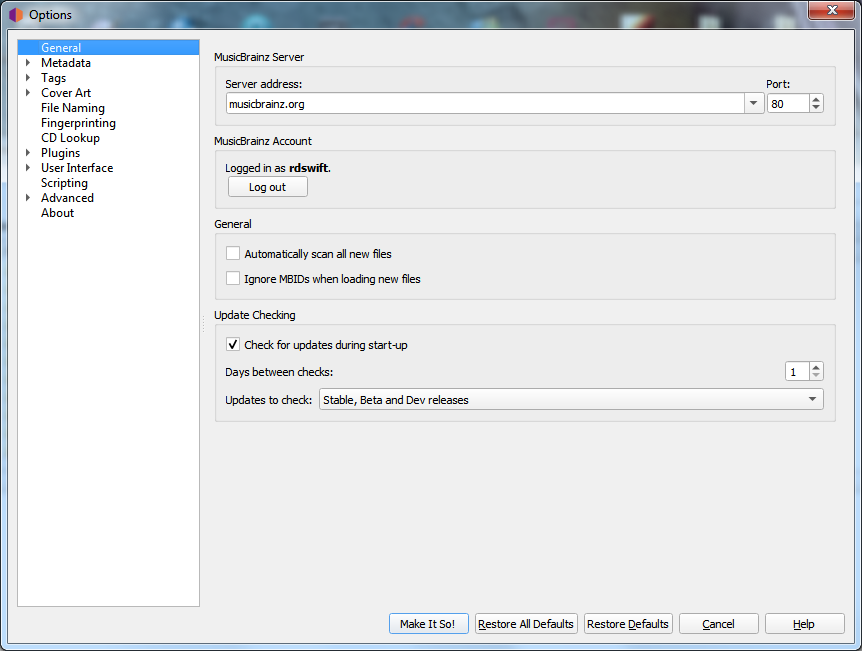 Options
General
Metadata
Tags
Cover Art
File Naming
Fingerprinting
CD Lookup
Plugins
User Interface
Scripting
Advanced
About
MusicBrainz Server
Server address: Port:
musicbrainz.org 80
MusicBrainz Account
Logged in as rdswift.
Log out
General
Automatically scan all new files
Ignore MBIDs when loading new files
Update Checking
Check for updates during start-up
Days between checks: 1
Updates to check: Stable, Beta and Dev releases
Make It So! Restore All Defaults Restore Defaults Cancel Help